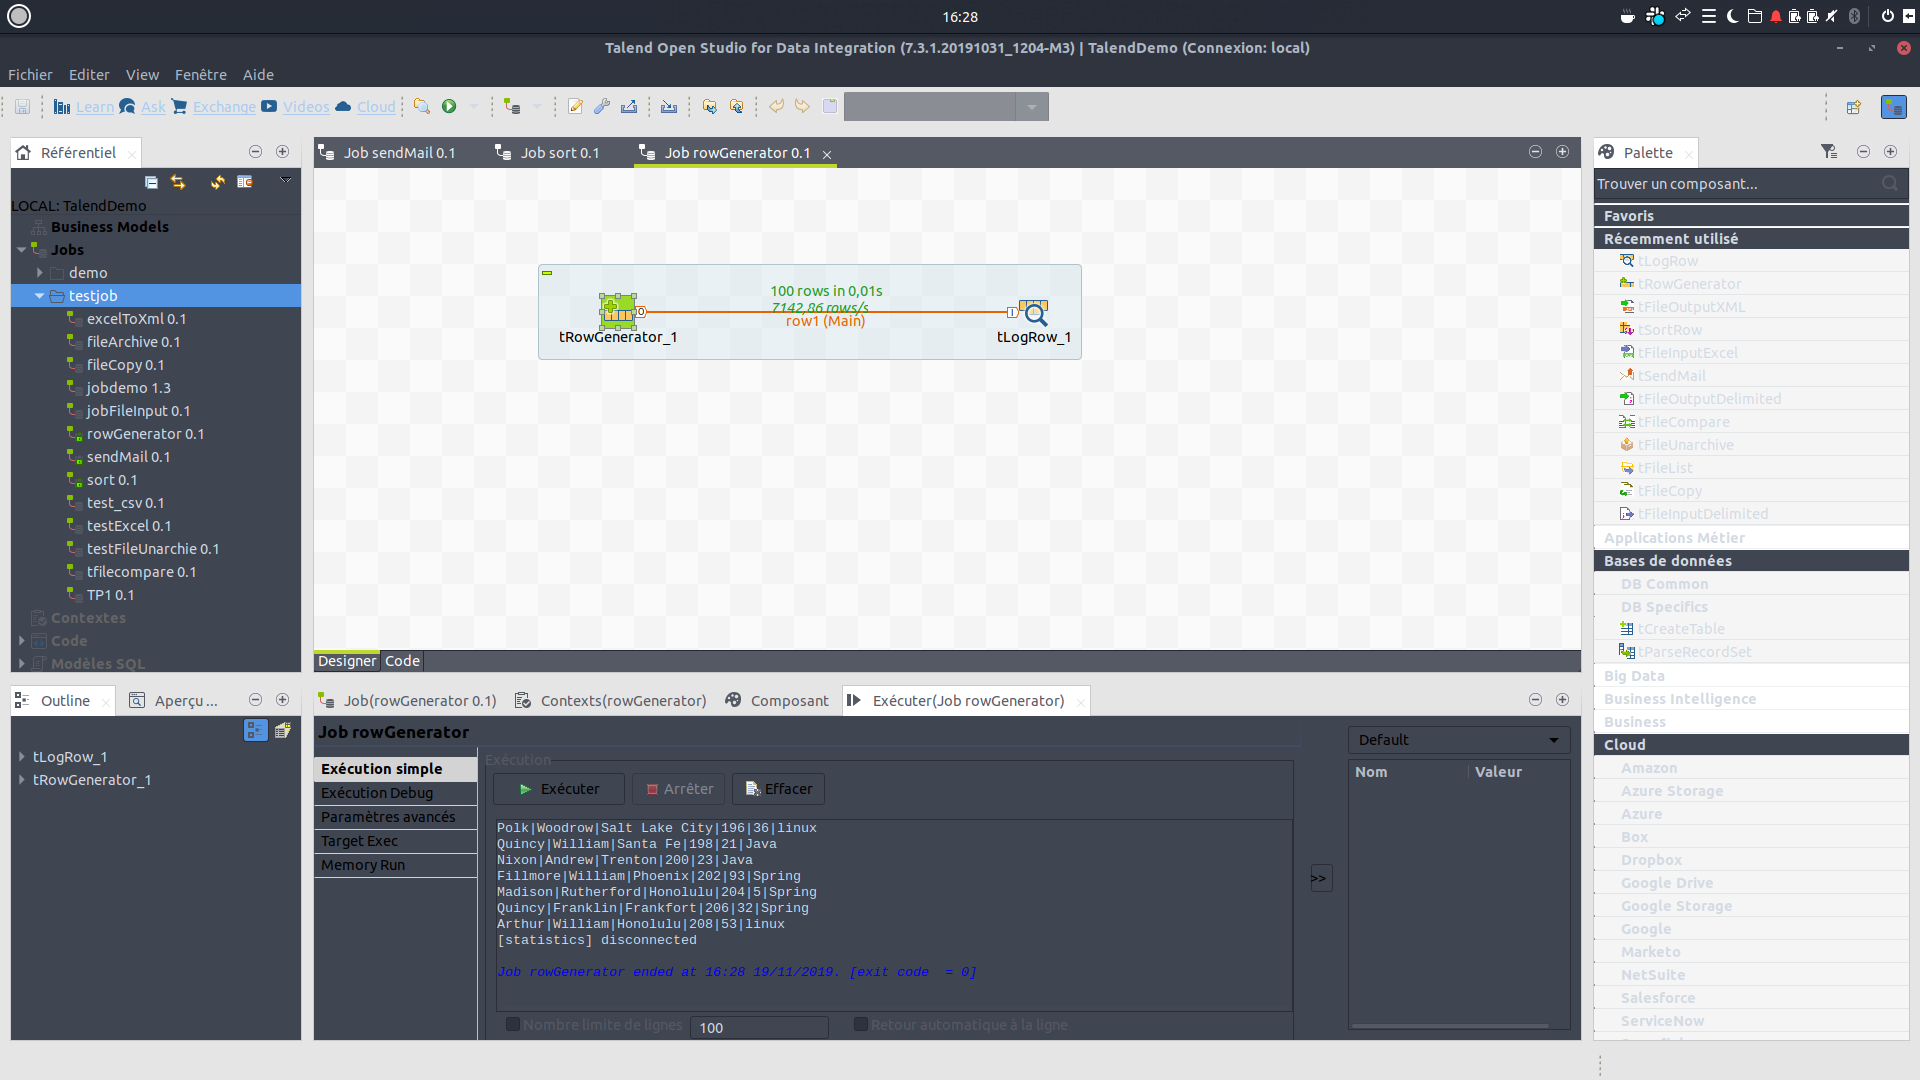 16:28
Talend Open Studio for Data Integration (7.3.1.20191031_1204-M3) | TalendDemo (Connexion: local)
Fichier Editer View Fenêtre Aide
Learn Ask Exchange Videos Cloud
Référentiel
LOCAL: TalendDemo
Business Models
Jobs
demo
testjob
excelToXml 0.1
fileArchive 0.1
fileCopy 0.1
jobdemo 1.3
jobFileInput 0.1
rowGenerator 0.1
sendMail 0.1
sort 0.1
test_csv 0.1
testExcel 0.1
testFileUnarchie 0.1
tfilecompare 0.1
TP1 0.1
Contextes
Code
Modèles SQL
Job sendMail 0.1 Job sort 0.1 Job rowGenerator 0.1
100 rows in 0,01s
7142,86 rows/s
row1 (Main)
tRowGenerator_1 tLogRow_1
Designer Code
Palette
Trouver un composant...
Favoris
Récemment utilisé
tLogRow
tRowGenerator
tFileOutputXML
tSortRow
tFileInputExcel
tSendMail
tFileOutputDelimited
tFileCompare
tFileUnarchive
tFileList
tFileCopy
tFileInputDelimited
Applications Métier
Bases de données
DB Common
DB Specifics
tCreateTable
tParseRecordSet
Big Data
Business Intelligence
Business
Cloud
Amazon
Azure Storage
Azure
Box
Dropbox
Google Drive
Google Storage
Google
Marketo
NetSuite
Salesforce
ServiceNow
Outline Aperçu ...
tLogRow_1
tRowGenerator_1
Job(rowGenerator 0.1) Contexts(rowGenerator) Composant Exécuter(Job rowGenerator)
Job rowGenerator
Exécution simple
Exécution Debug
Paramètres avancés
Target Exec
Memory Run
Exécution
Exécuter Arrêter Effacer
Polk|Woodrow|Salt Lake City|196|36|linux
Quincy|William|Santa Fe|198|21|Java
Nixon|Andrew|Trenton|200|23|Java
Fillmore|William|Phoenix|202|93|Spring
Madison|Rutherford|Honolulu|204|5|Spring
Quincy|Franklin|Frankfort|206|32|Spring
Arthur|William|Honolulu|208|53|linux
[statistics] disconnected
Job rowGenerator ended at 16:28 19/11/2019. [exit code  = 0]
Nombre limite de lignes 100 Retour automatique à la ligne
>>
Default
Nom Valeur